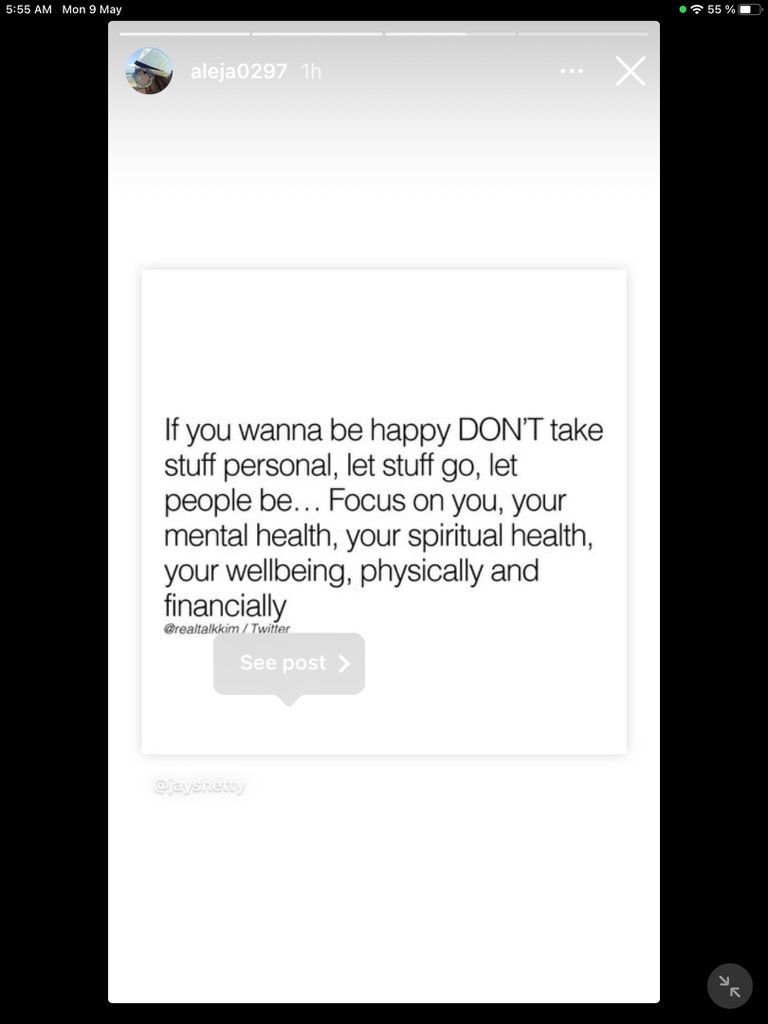 5:55 AM Mon 9 May
55 %
aleja0297 1h
If you wanna be happy DON'T take
stuff personal, let stuff go, let
people be... Focus on you, your
mental health, your spiritual health,
your wellbeing, physically and
financially
@realtalkkim / Twitter
See post
@jayshetty